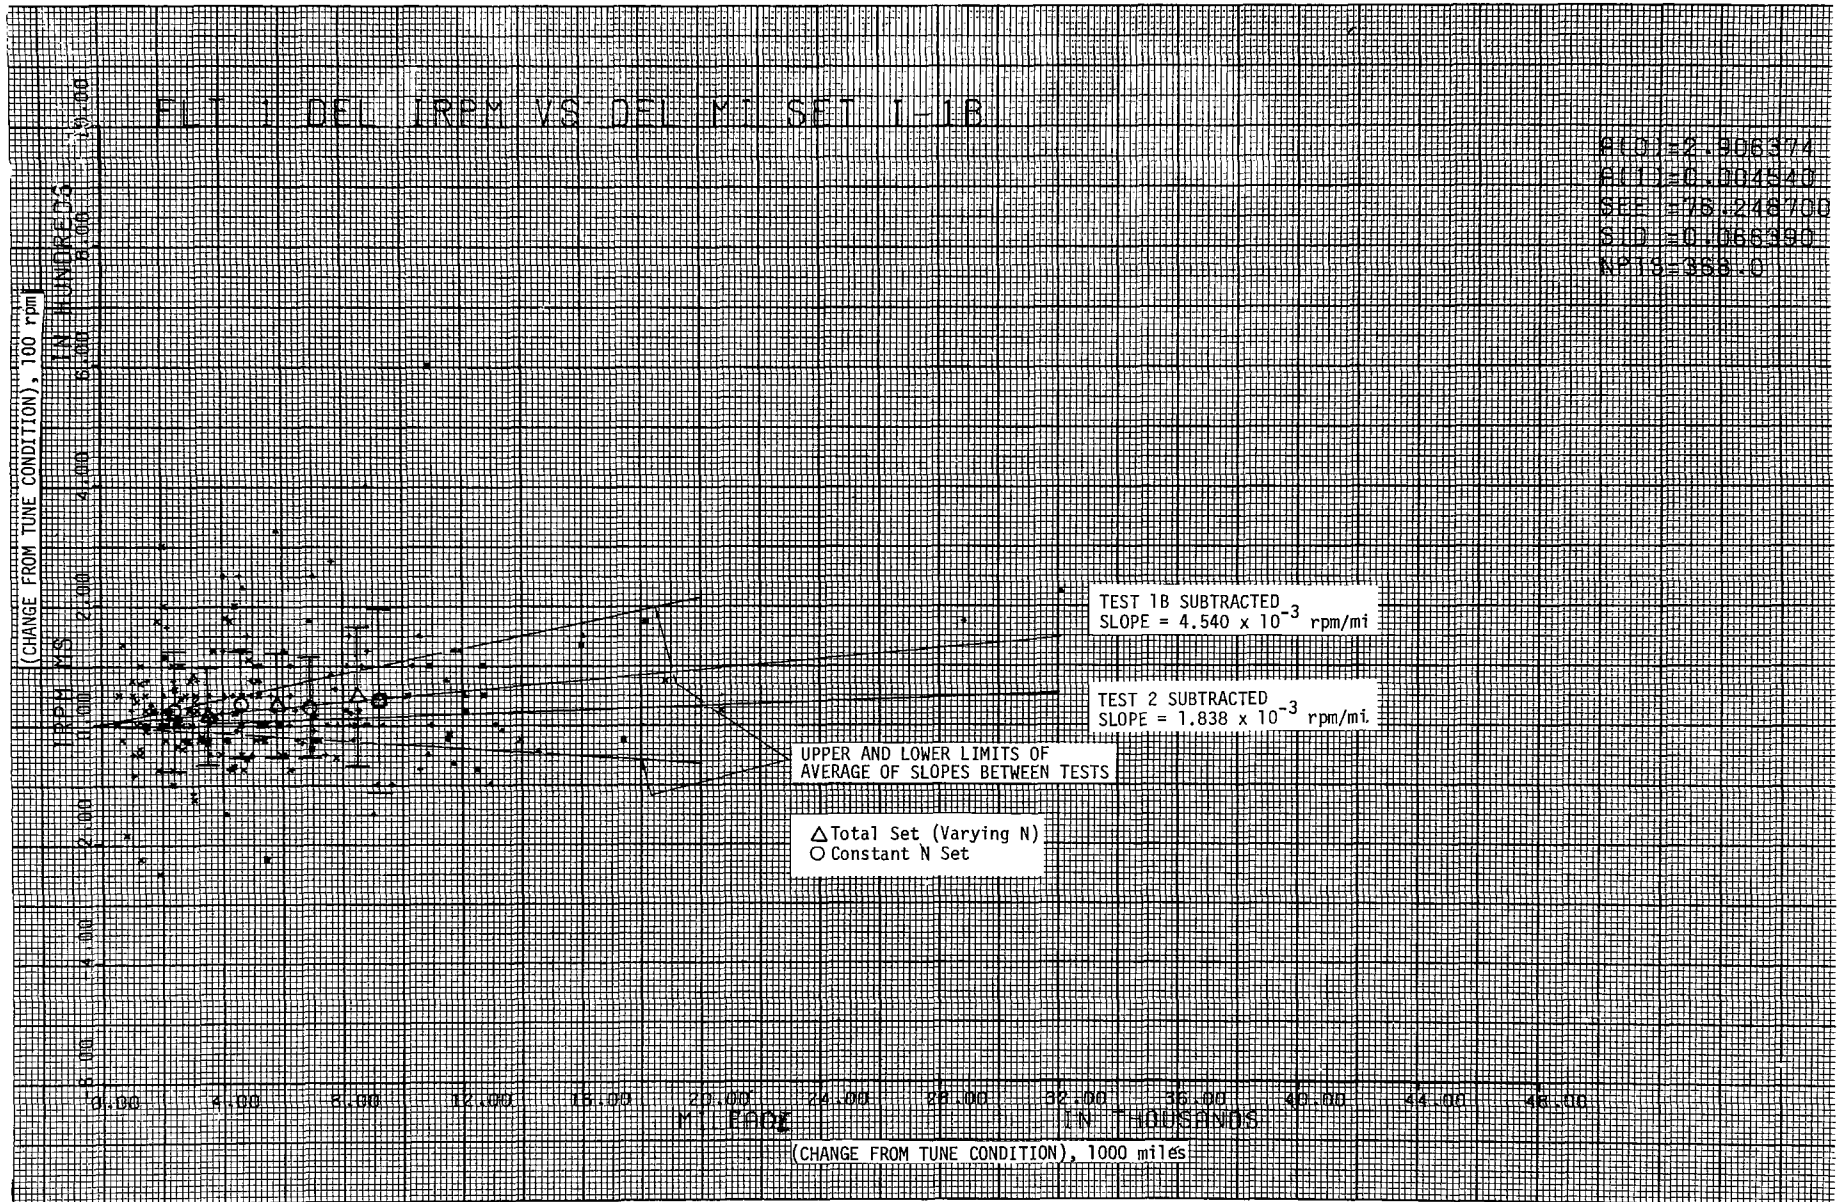 FLT 1 DEL IRPM VS DEL MI SET I-1B
A(0)=2.906374
A(1)=0.004540
SEE =76.248700
STD =0.066390
NPTS=368.0
IRPM MS IN HUNDREDS
(CHANGE FROM TUNE CONDITION), 100 rpm
10.00
8.00
6.00
4.00
2.00
0.00
2.00
4.00
8.00
TEST 1B SUBTRACTED
SLOPE = 4.540 x 10⁻³ rpm/mi
TEST 2 SUBTRACTED
SLOPE = 1.838 x 10⁻³ rpm/mi.
UPPER AND LOWER LIMITS OF
AVERAGE OF SLOPES BETWEEN TESTS
△ Total Set (Varying N)
○ Constant N Set
0.00 4.00 8.00 12.00 16.00 20.00 24.00 28.00 32.00 36.00 40.00 44.00 48.00
MILEAGE IN THOUSANDS
(CHANGE FROM TUNE CONDITION), 1000 miles